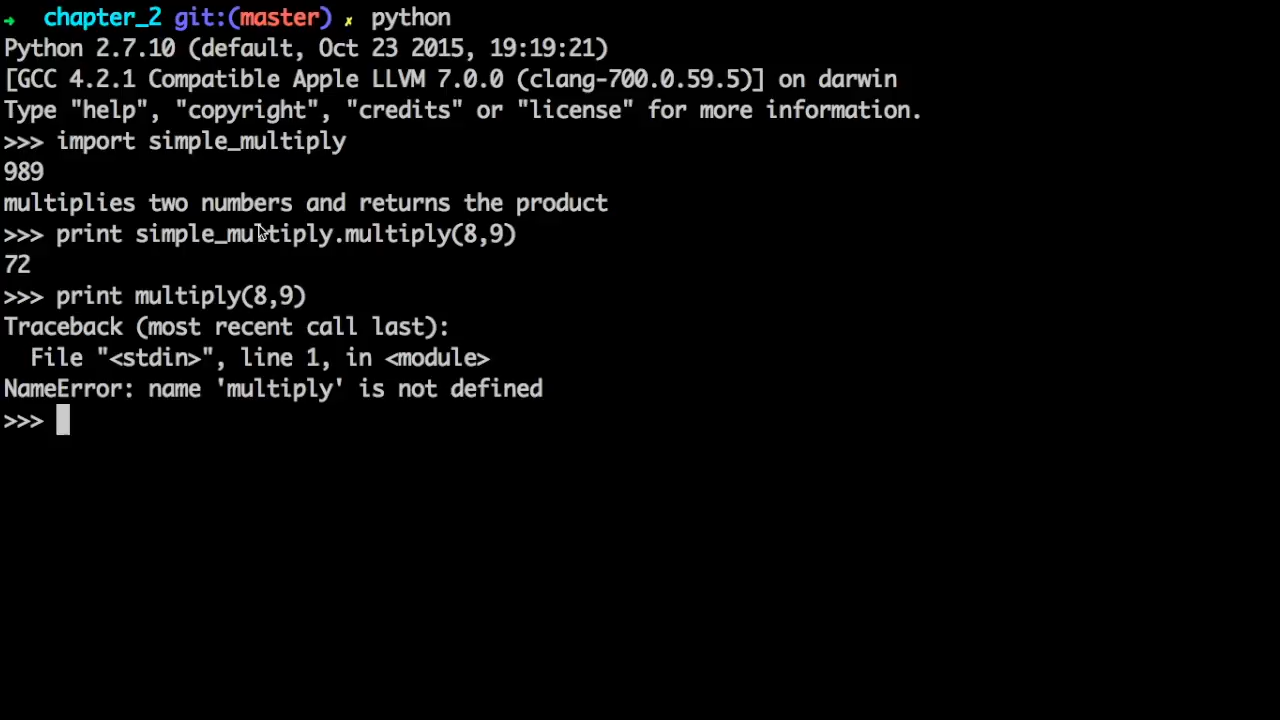 ➜ chapter_2 git:(master) ✗ python
Python 2.7.10 (default, Oct 23 2015, 19:19:21)
[GCC 4.2.1 Compatible Apple LLVM 7.0.0 (clang-700.0.59.5)] on darwin
Type "help", "copyright", "credits" or "license" for more information.
>>> import simple_multiply
989
multiplies two numbers and returns the product
>>> print simple_multiply.multiply(8,9)
72
>>> print multiply(8,9)
Traceback (most recent call last):
  File "<stdin>", line 1, in <module>
NameError: name 'multiply' is not defined
>>>